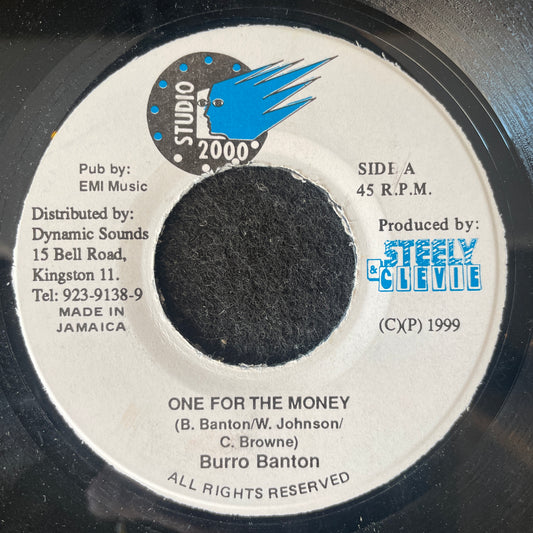 STUDIO
2000
Pub by:
EMI Music
SIDE A
45 R.P.M.
Distributed by:
Dynamic Sounds
15 Bell Road,
Kingston 11.
Tel: 923-9138-9
MADE IN
JAMAICA
Produced by:
STEELY
& CLEVIE
(C)(P) 1999
ONE FOR THE MONEY
(B. Banton/W. Johnson/
C. Browne)
Burro Banton
ALL RIGHTS RESERVED